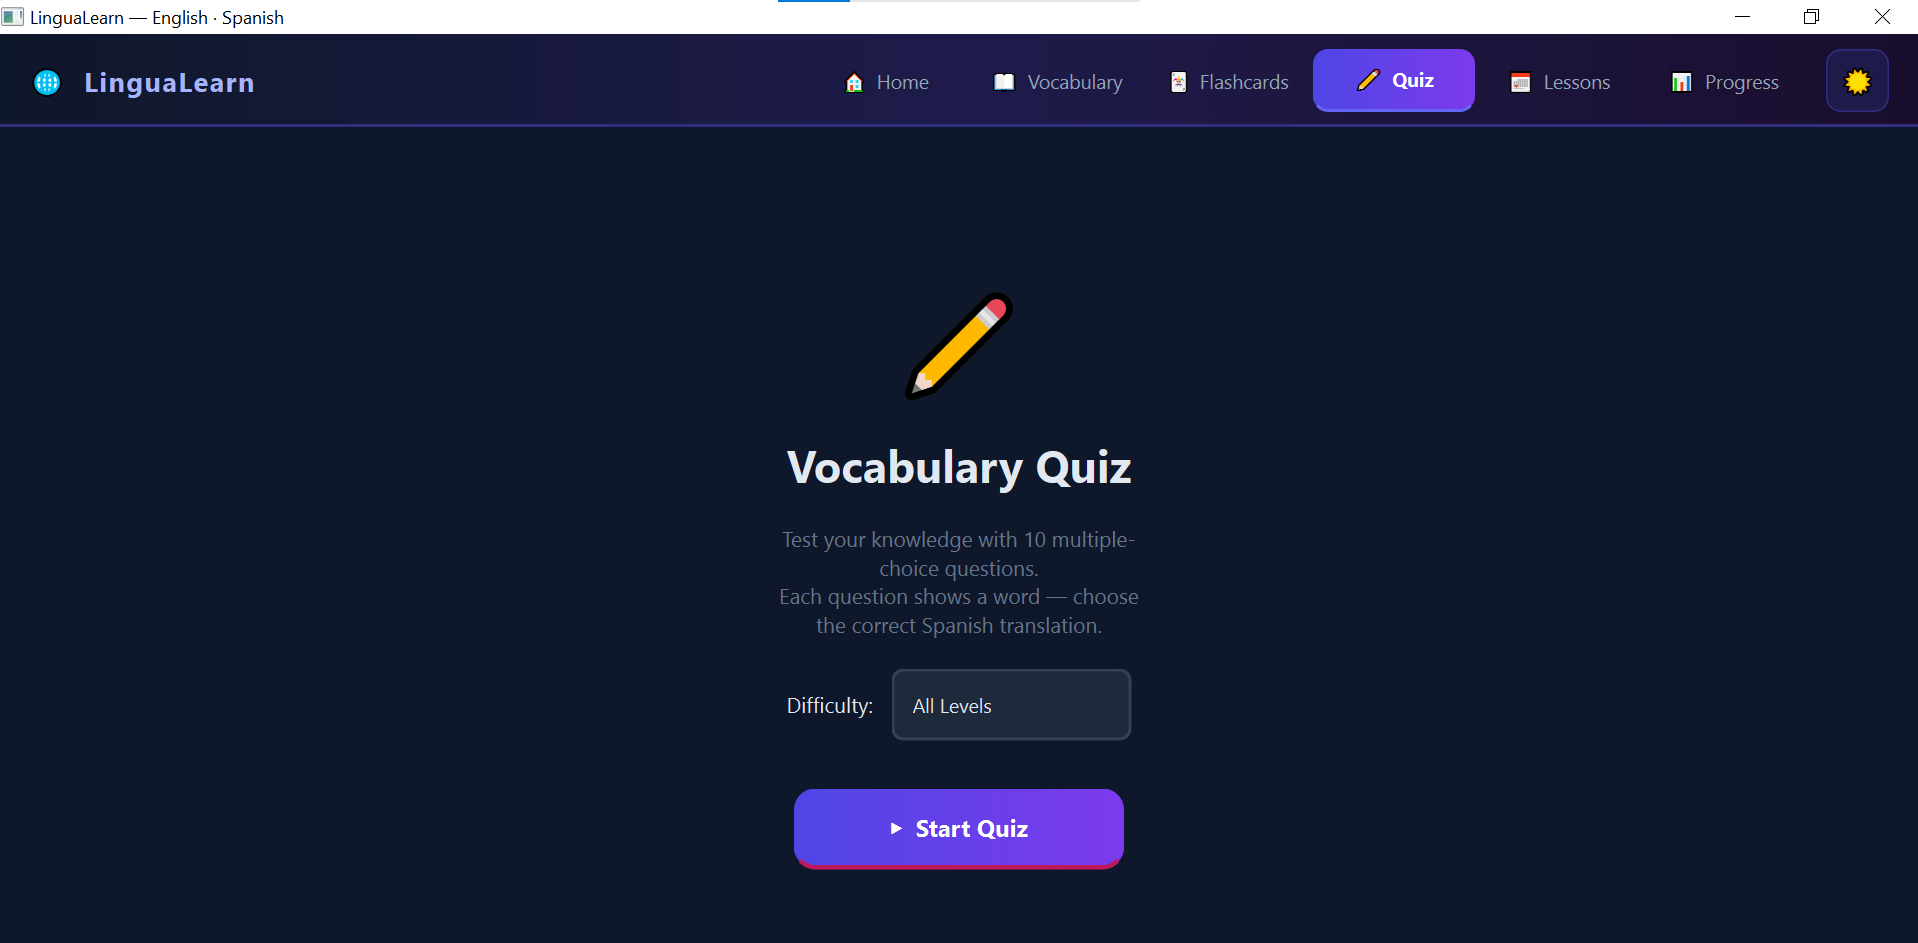 LinguaLearn — English · Spanish
LinguaLearn
Home
Vocabulary
Flashcards
Quiz
Lessons
Progress
Vocabulary Quiz
Test your knowledge with 10 multiple-
choice questions.
Each question shows a word — choose
the correct Spanish translation.
Difficulty:
All Levels
Start Quiz